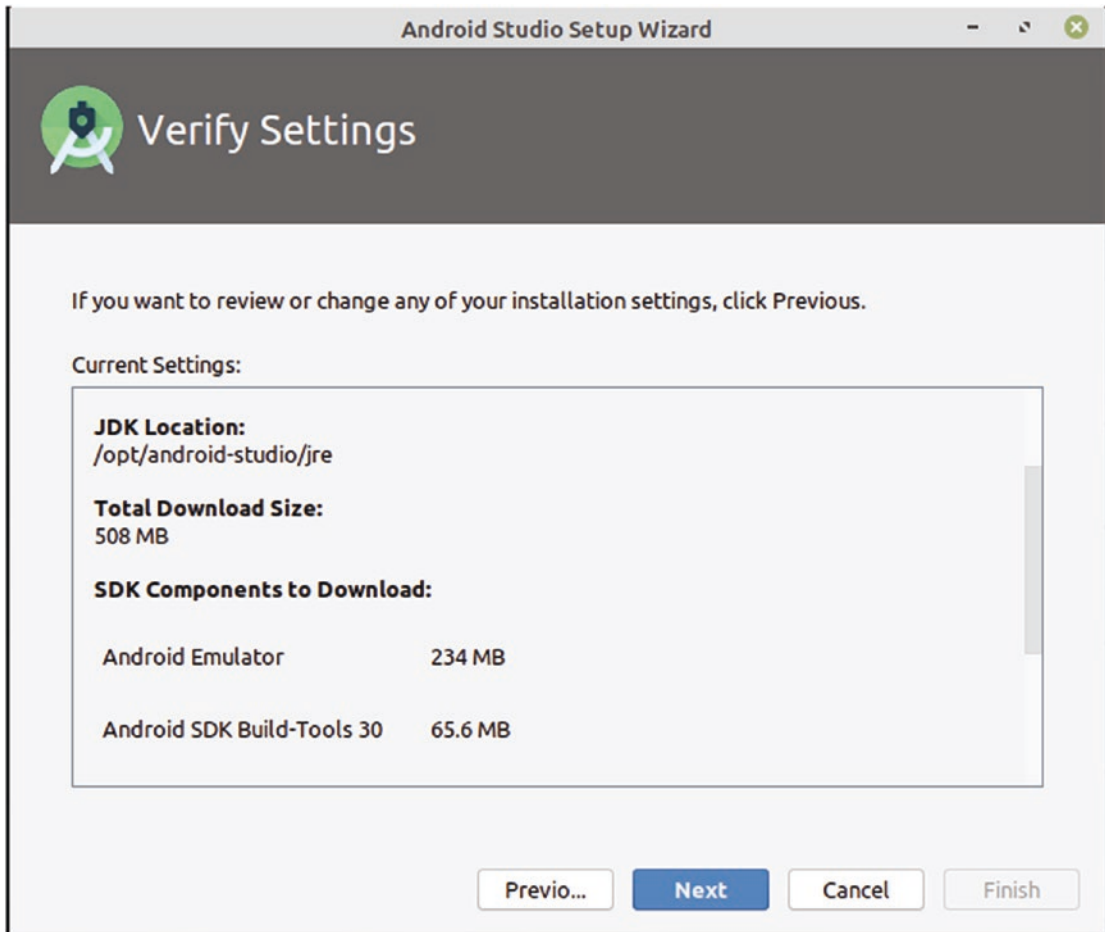 Android Studio Setup Wizard
Verify Settings
If you want to review or change any of your installation settings, click Previous.
Current Settings:
JDK Location:
/opt/android-studio/jre
Total Download Size:
508 MB
SDK Components to Download:
Android Emulator 234 MB
Android SDK Build-Tools 30 65.6 MB
Previo... Next Cancel Finish